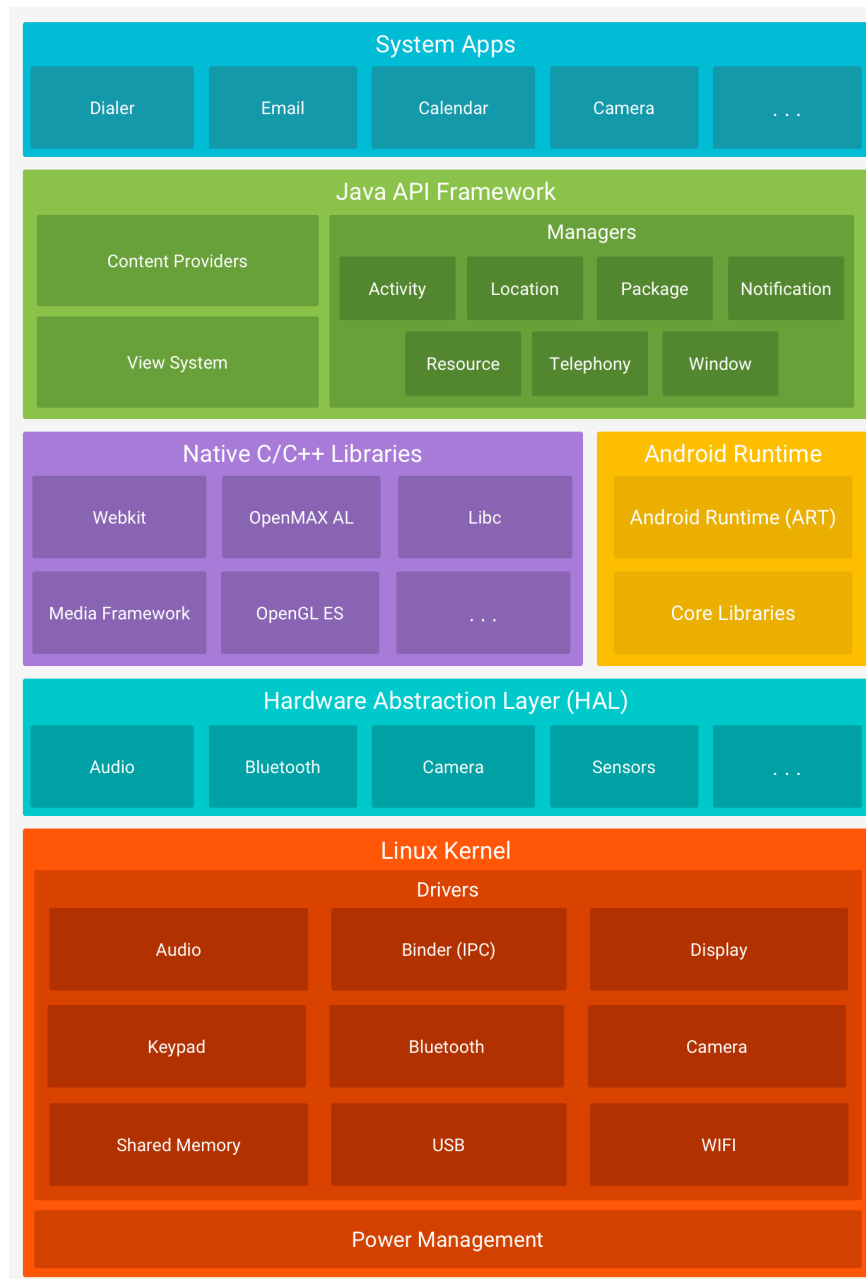 System Apps
Dialer
Email
Calendar
Camera
. . .
Java API Framework
Content Providers
View System
Managers
Activity
Location
Package
Notification
Resource
Telephony
Window
Native C/C++ Libraries
Webkit
OpenMAX AL
Libc
Media Framework
OpenGL ES
. . .
Android Runtime
Android Runtime (ART)
Core Libraries
Hardware Abstraction Layer (HAL)
Audio
Bluetooth
Camera
Sensors
. . .
Linux Kernel
Drivers
Audio
Binder (IPC)
Display
Keypad
Bluetooth
Camera
Shared Memory
USB
WIFI
Power Management